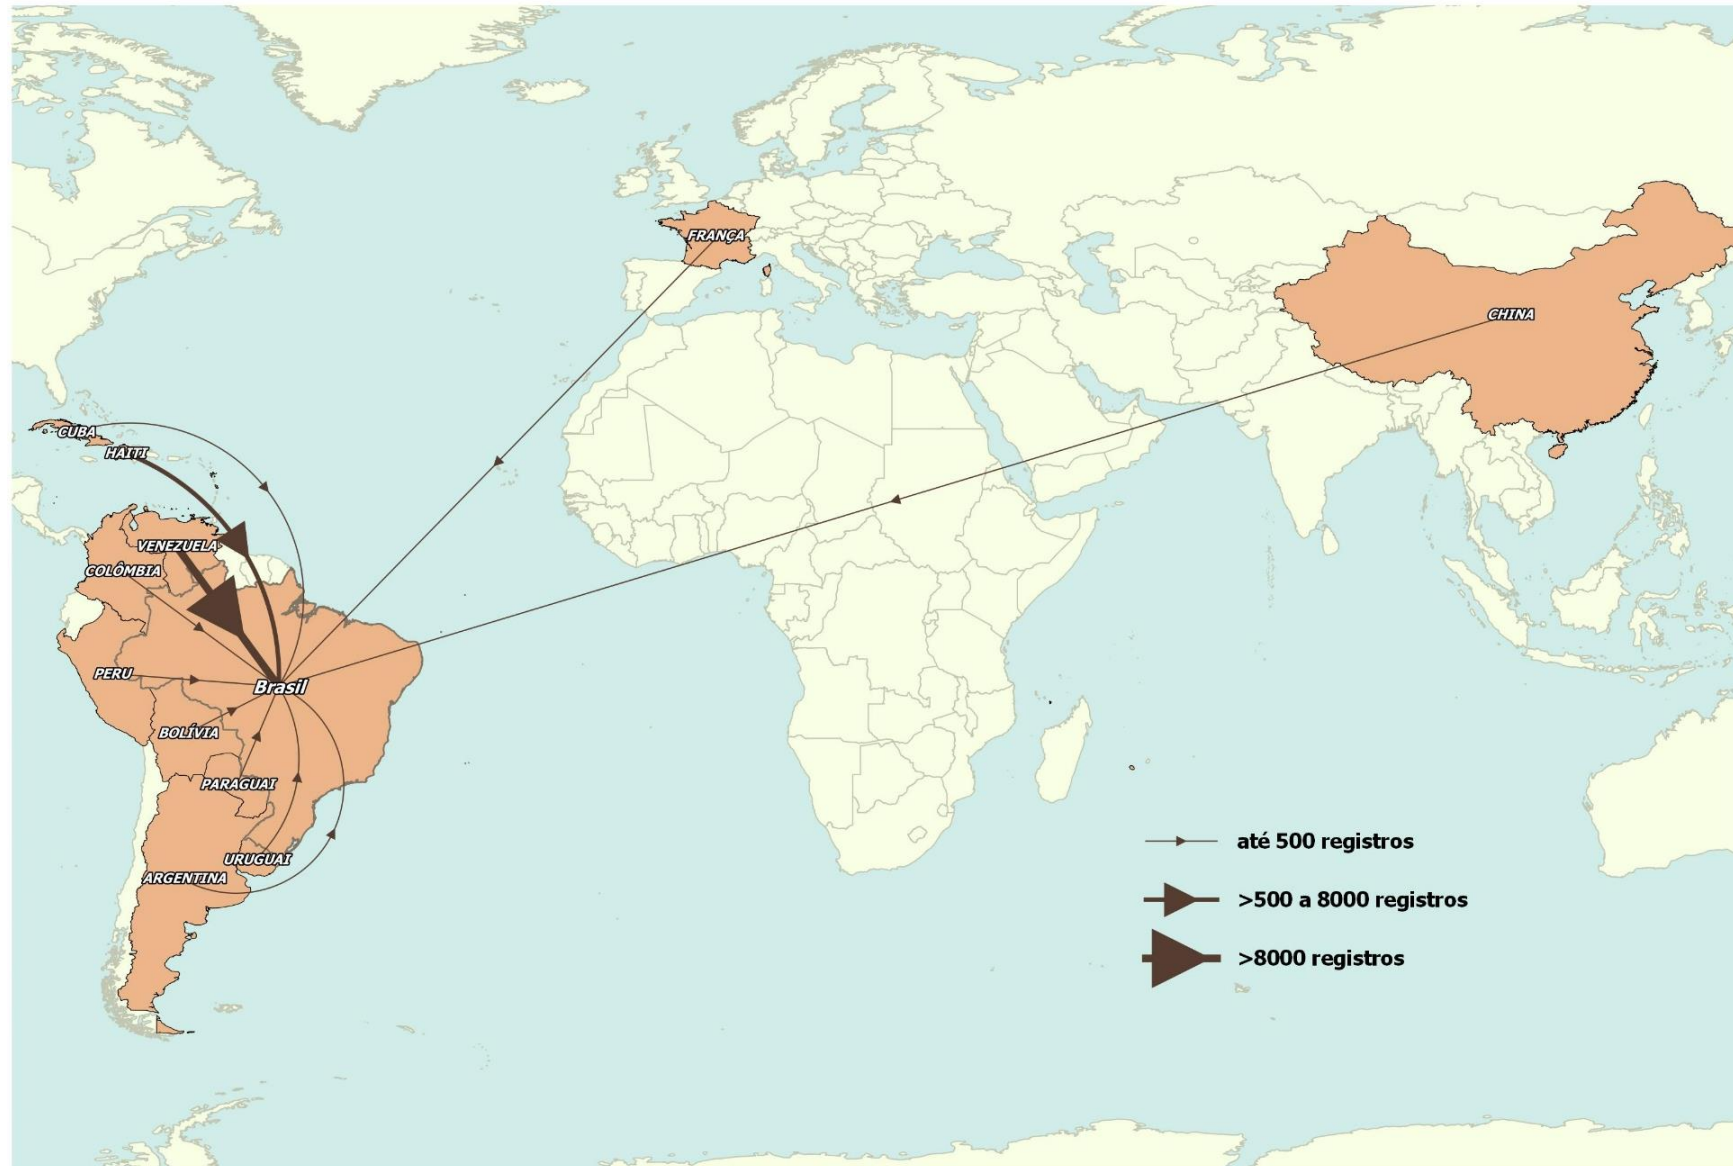 FRANÇA
CHINA
CUBA
HAITI
VENEZUELA
COLÔMBIA
PERU
Brasil
BOLÍVIA
PARAGUAI
URUGUAI
ARGENTINA
até 500 registros
>500 a 8000 registros
>8000 registros